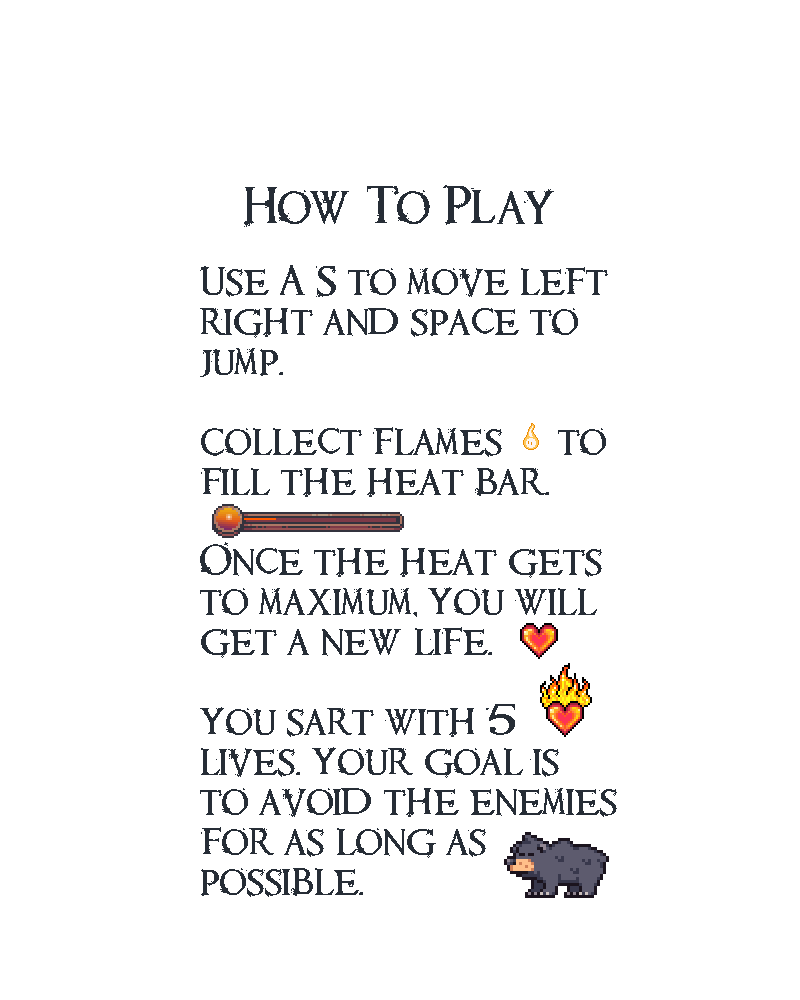 How To Play
Use A S to move left
right and space to
jump.
collect flames to
fill the heat bar.
Once the heat gets
to maximum, you will
get a new life.
you sart with 5
lives. Your goal is
to avoid the enemies
for as long as
possible.